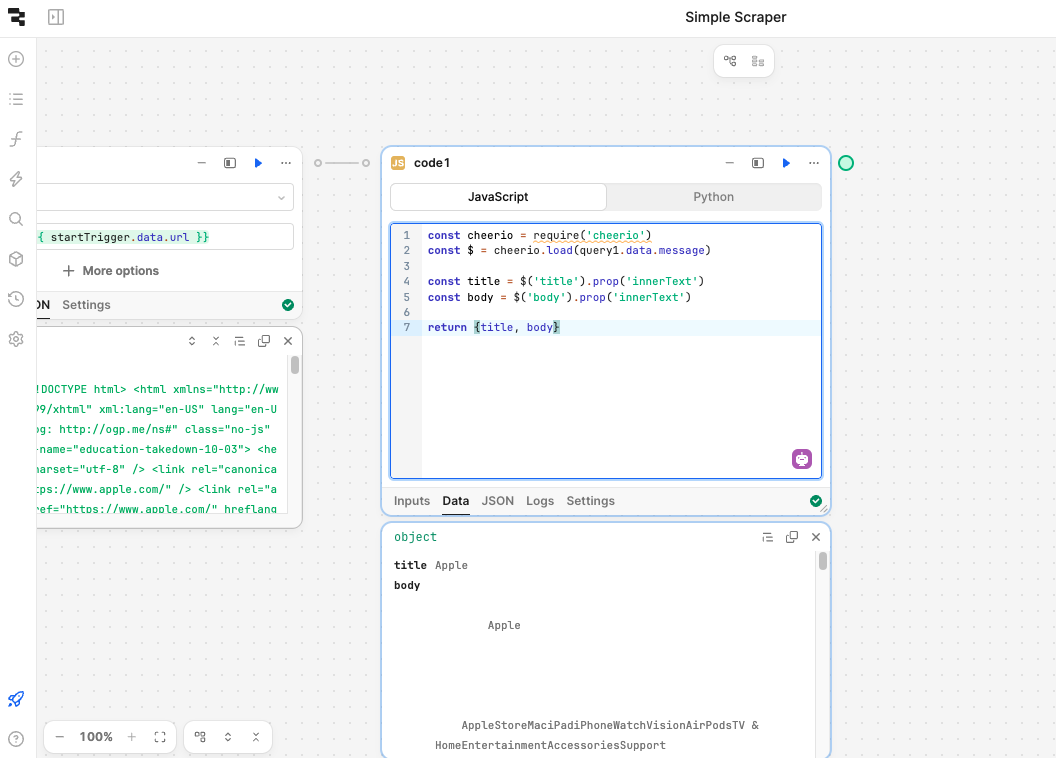 Simple Scraper
{ startTrigger.data.url }}
More options
ON Settings
!DOCTYPE html> <html xmlns="http://ww
99/xhtml" xml:lang="en-US" lang="en-U
og: http://ogp.me/ns#" class="no-js"
-name="education-takedown-10-03"> <he
harset="utf-8" /> <link rel="canonica
tps://www.apple.com/" /> <link rel="a
ref="https://www.apple.com/" hreflang
100%
JS code1
JavaScript Python
1 const cheerio = require('cheerio')
2 const $ = cheerio.load(query1.data.message)
3
4 const title = $('title').prop('innerText')
5 const body = $('body').prop('innerText')
6
7 return {title, body}
Inputs Data JSON Logs Settings
object
title Apple
body
Apple
AppleStoreMaciPadiPhoneWatchVisionAirPodsTV &
HomeEntertainmentAccessoriesSupport